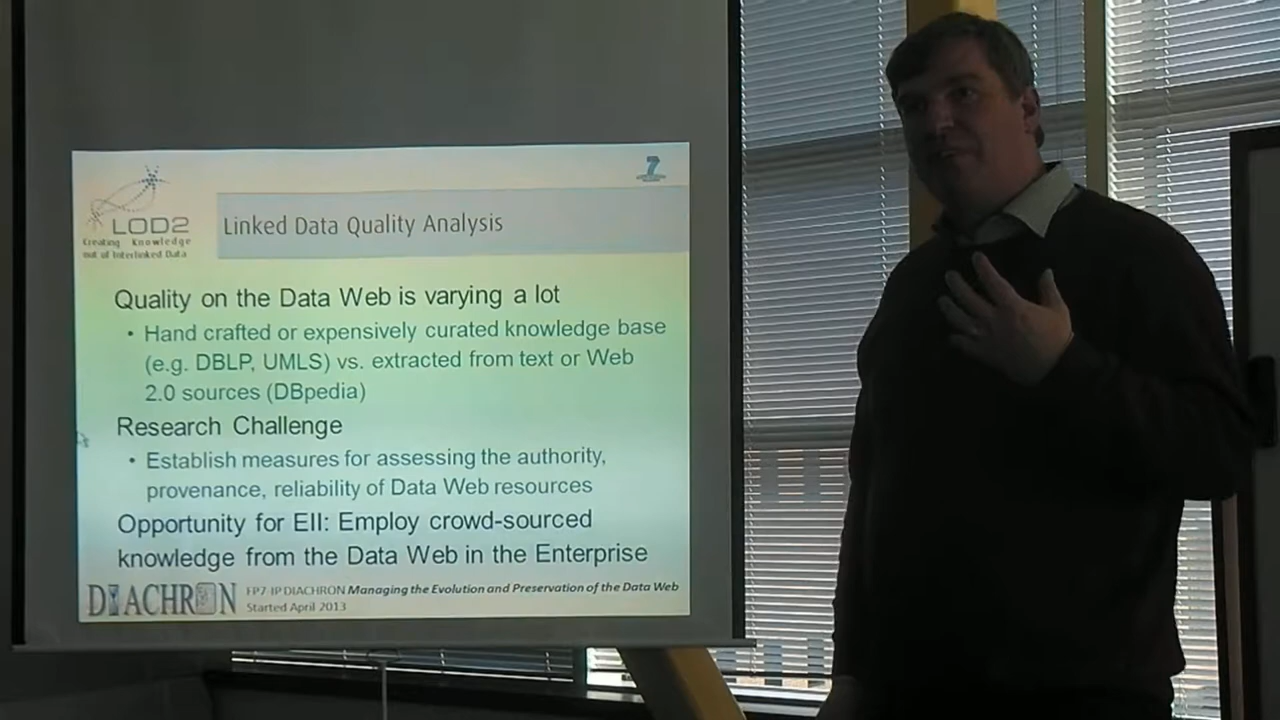 LOD2
Creating Knowledge
out of Interlinked Data
7
Linked Data Quality Analysis
Quality on the Data Web is varying a lot
• Hand crafted or expensively curated knowledge base
(e.g. DBLP, UMLS) vs. extracted from text or Web
2.0 sources (DBpedia)
Research Challenge
• Establish measures for assessing the authority,
provenance, reliability of Data Web resources
Opportunity for EII: Employ crowd-sourced
knowledge from the Data Web in the Enterprise
DIACHRON
FP7-IP DIACHRON Managing the Evolution and Preservation of the Data Web
Started April 2013